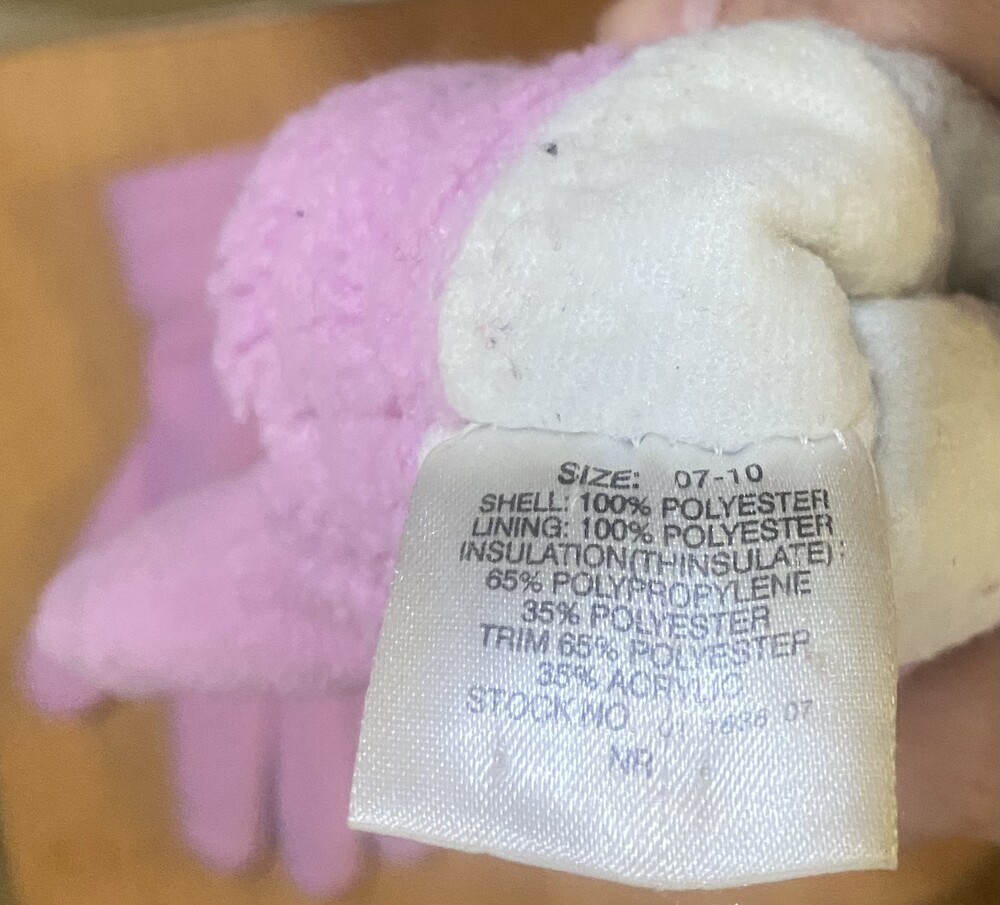 SIZE: 07-10
SHELL: 100% POLYESTER
LINING: 100% POLYESTER
INSULATION(THINSULATE):
65% POLYPROPYLENE
35% POLYESTER
TRIM 65% POLYESTER
35% ACRYLIC
STOCK NO. 07
NR